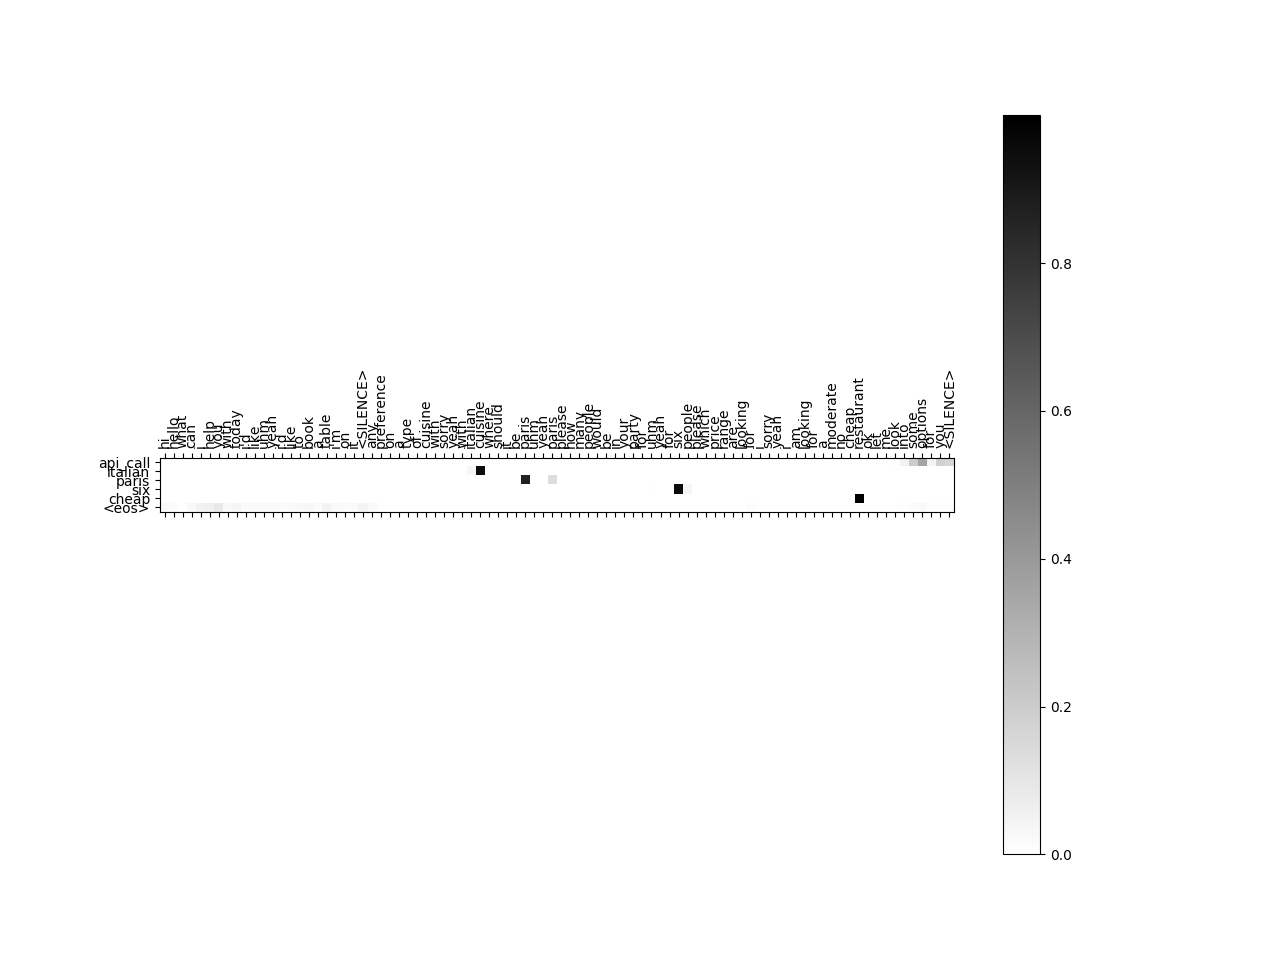 hi
hello
what
can
i
help
you
with
today
i'd
like
umm
yeah
i'd
like
to
book
a
table
i'm
on
it
<SILENCE>
any
preference
on
a
type
of
cuisine
with
sorry
yeah
with
italian
cuisine
where
should
it
be
paris
umm
yeah
paris
please
how
many
people
would
be
in
your
party
for
umm
yeah
for
six
people
please
which
price
range
are
looking
for
i
sorry
yeah
i
am
looking
for
a
moderate
no
cheap
restaurant
ok
let
me
look
into
some
options
for
you
<SILENCE>
api_call
italian
paris
six
cheap
<eos>
0.8
0.6
0.4
0.2
0.0